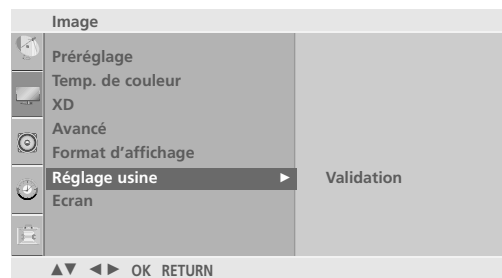 Image
Préréglage
Temp. de couleur
XD
Avancé
Format d’affichage
Réglage usine ► Validation
Ecran
▲▼ ◄► OK RETURN